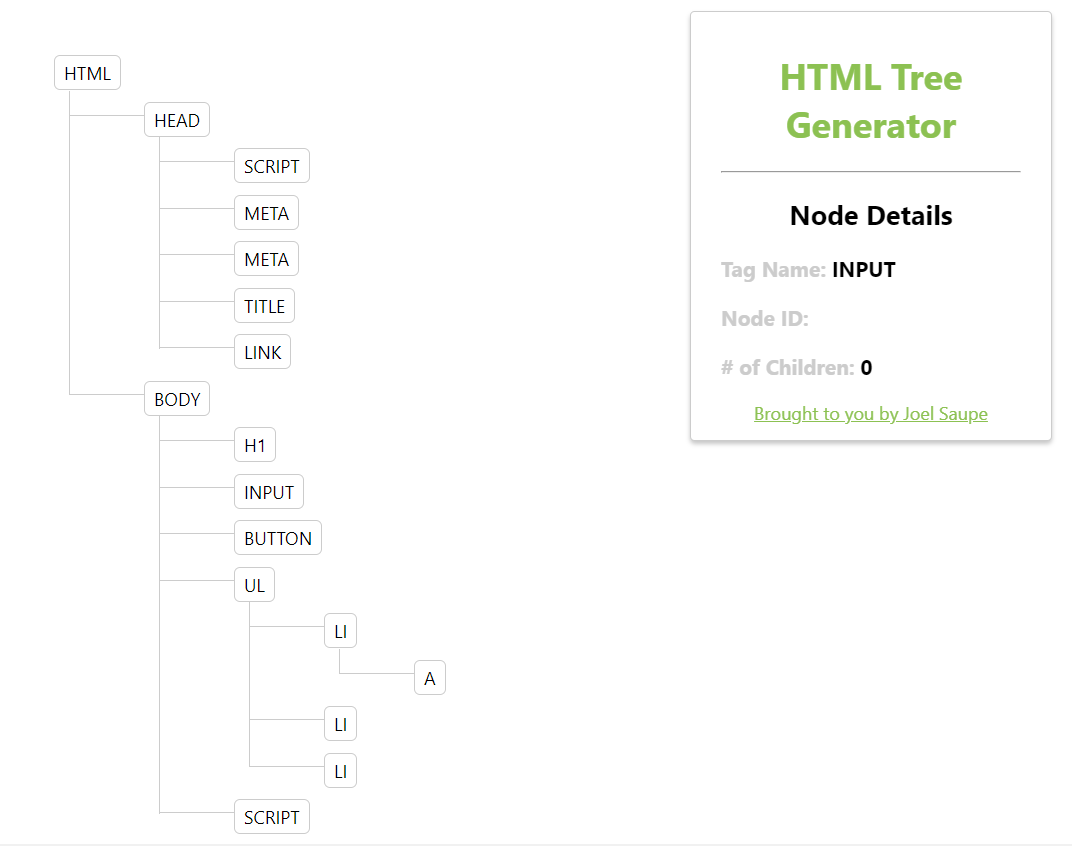 HTML
HEAD
SCRIPT
META
META
TITLE
LINK
BODY
H1
INPUT
BUTTON
UL
LI
A
LI
LI
SCRIPT
HTML Tree
Generator
Node Details
Tag Name: INPUT
Node ID:
# of Children: 0
Brought to you by Joel Saupe